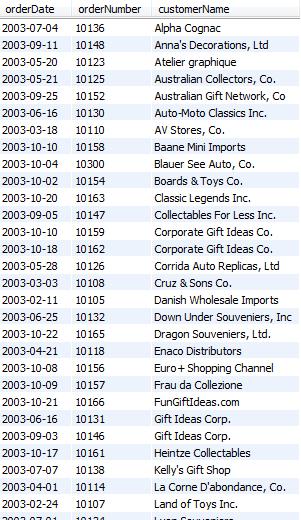 orderDate orderNumber customerName
2003-07-04 10136 Alpha Cognac
2003-09-11 10148 Anna's Decorations, Ltd
2003-05-20 10123 Atelier graphique
2003-05-21 10125 Australian Collectors, Co.
2003-09-25 10152 Australian Gift Network, Co
2003-06-16 10130 Auto-Moto Classics Inc.
2003-03-18 10110 AV Stores, Co.
2003-10-10 10158 Baane Mini Imports
2003-10-04 10300 Blauer See Auto, Co.
2003-10-02 10154 Boards & Toys Co.
2003-10-20 10163 Classic Legends Inc.
2003-09-05 10147 Collectables For Less Inc.
2003-10-10 10159 Corporate Gift Ideas Co.
2003-10-18 10162 Corporate Gift Ideas Co.
2003-05-28 10126 Corrida Auto Replicas, Ltd
2003-03-03 10108 Cruz & Sons Co.
2003-02-11 10105 Danish Wholesale Imports
2003-06-25 10132 Down Under Souveniers, Inc
2003-10-22 10165 Dragon Souveniers, Ltd.
2003-04-21 10118 Enaco Distributors
2003-10-08 10156 Euro+ Shopping Channel
2003-10-09 10157 Frau da Collezione
2003-10-21 10166 FunGiftIdeas.com
2003-06-16 10131 Gift Ideas Corp.
2003-09-03 10146 Gift Ideas Corp.
2003-10-17 10161 Heintze Collectables
2003-07-07 10138 Kelly's Gift Shop
2003-04-01 10114 La Corne D'abondance, Co.
2003-02-24 10107 Land of Toys Inc.